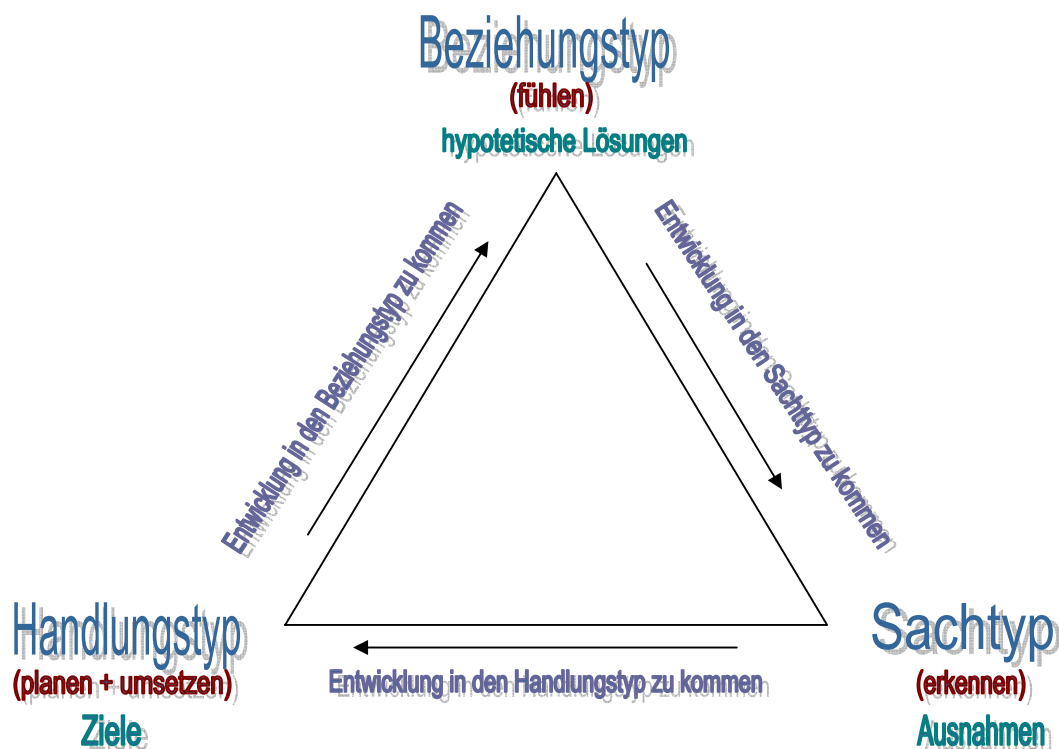 Beziehungstyp
(fühlen)
hypotetische Lösungen
Entwicklung in den Beziehungstyp zu kommen
Entwicklung in den Sachttyp zu kommen
Handlungstyp
(planen + umsetzen)
Ziele
Entwicklung in den Handlungstyp zu kommen
Sachtyp
(erkennen)
Ausnahmen